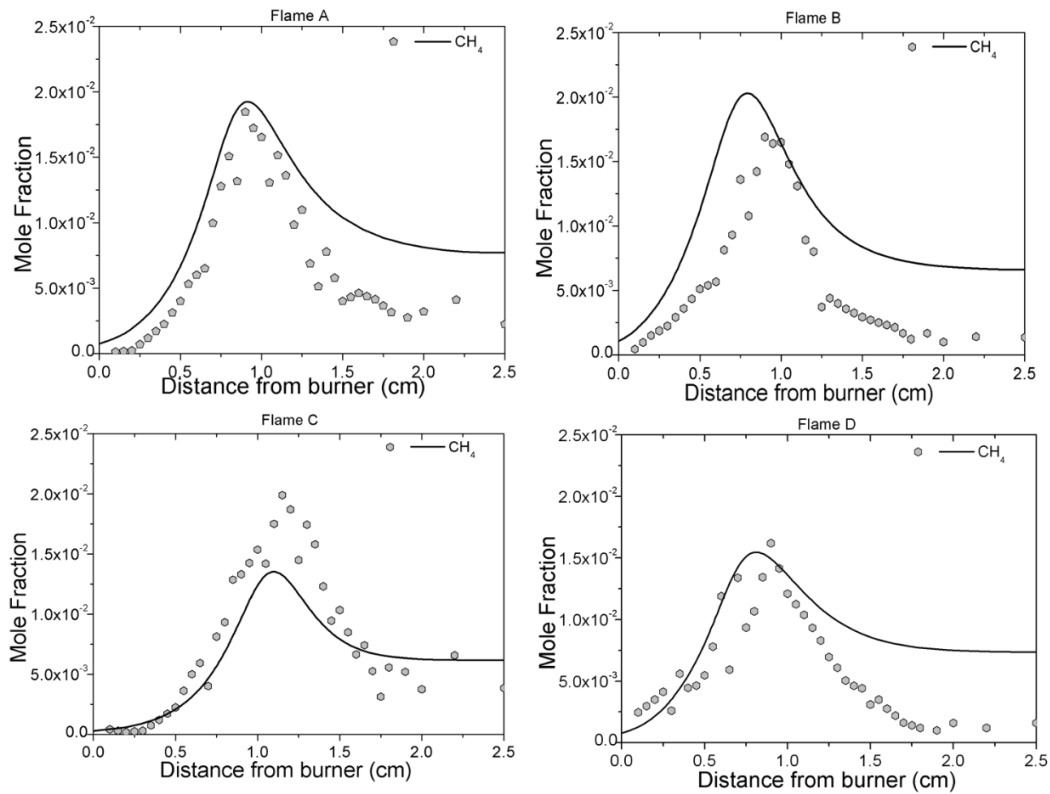 Flame A
2.5x10⁻²
2.0x10⁻²
1.5x10⁻²
1.0x10⁻²
5.0x10⁻³
0.0
Mole Fraction
CH₄
0.0 0.5 1.0 1.5 2.0 2.5
Distance from burner (cm)
Flame B
2.5x10⁻²
2.0x10⁻²
1.5x10⁻²
1.0x10⁻²
5.0x10⁻³
0.0
Mole Fraction
CH₄
0.0 0.5 1.0 1.5 2.0 2.5
Distance from burner (cm)
Flame C
2.5x10⁻²
2.0x10⁻²
1.5x10⁻²
1.0x10⁻²
5.0x10⁻³
0.0
Mole Fraction
CH₄
0.0 0.5 1.0 1.5 2.0 2.5
Distance from burner (cm)
Flame D
2.5x10⁻²
2.0x10⁻²
1.5x10⁻²
1.0x10⁻²
5.0x10⁻³
0.0
Mole Fraction
CH₄
0.0 0.5 1.0 1.5 2.0 2.5
Distance from burner (cm)